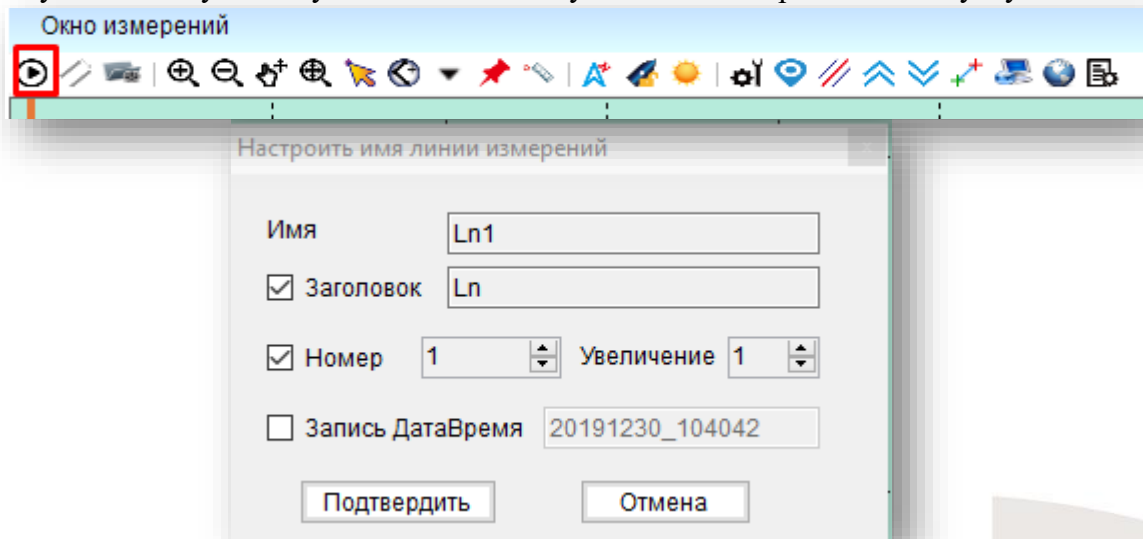 Окно измерений
Настроить имя линии измерений
Имя Ln1
Заголовок Ln
Номер 1 Увеличение 1
Запись ДатаВремя 20191230_104042
Подтвердить Отмена